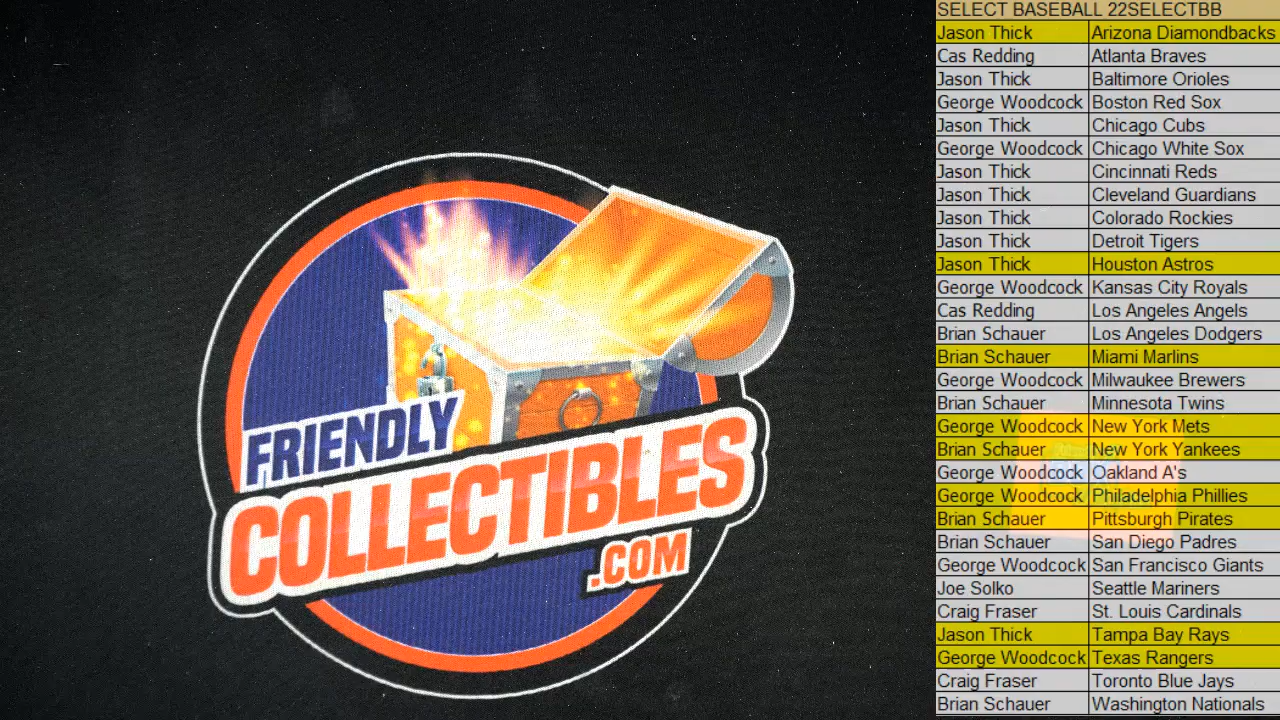 FRIENDLY
COLLECTIBLES
.COM
SELECT BASEBALL 22SELECTBB
Jason Thick Arizona Diamondbacks
Cas Redding Atlanta Braves
Jason Thick Baltimore Orioles
George Woodcock Boston Red Sox
Jason Thick Chicago Cubs
George Woodcock Chicago White Sox
Jason Thick Cincinnati Reds
Jason Thick Cleveland Guardians
Jason Thick Colorado Rockies
Jason Thick Detroit Tigers
Jason Thick Houston Astros
George Woodcock Kansas City Royals
Cas Redding Los Angeles Angels
Brian Schauer Los Angeles Dodgers
Brian Schauer Miami Marlins
George Woodcock Milwaukee Brewers
Brian Schauer Minnesota Twins
George Woodcock New York Mets
Brian Schauer New York Yankees
George Woodcock Oakland A's
George Woodcock Philadelphia Phillies
Brian Schauer Pittsburgh Pirates
Brian Schauer San Diego Padres
George Woodcock San Francisco Giants
Joe Solko Seattle Mariners
Craig Fraser St. Louis Cardinals
Jason Thick Tampa Bay Rays
George Woodcock Texas Rangers
Craig Fraser Toronto Blue Jays
Brian Schauer Washington Nationals